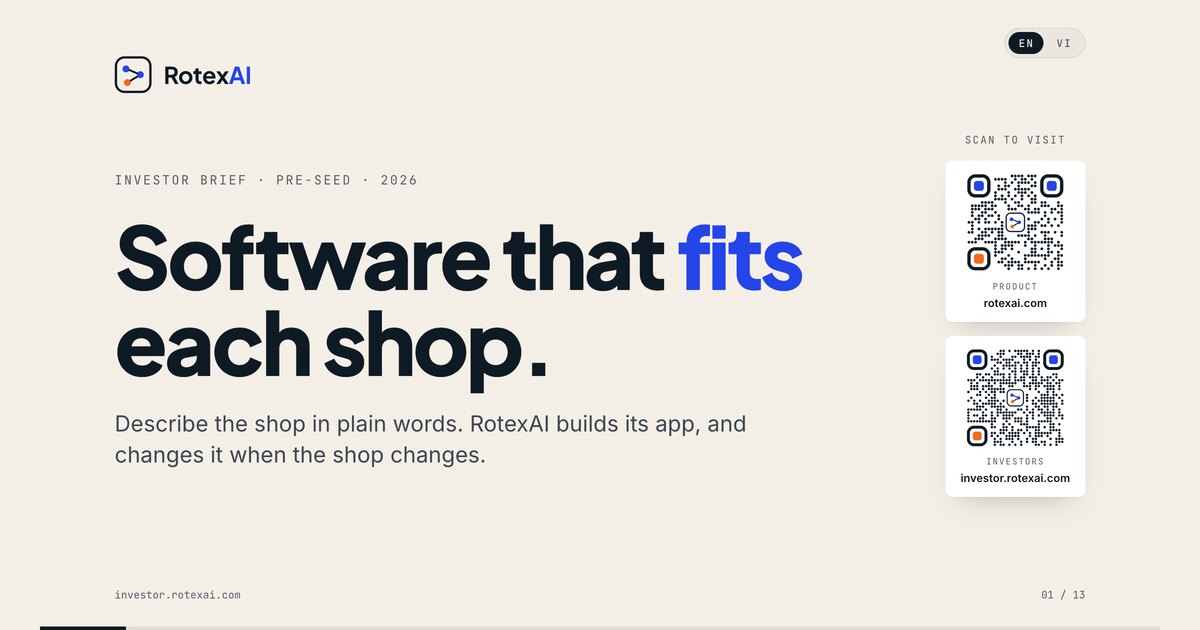 EN VI
RotexAI
SCAN TO VISIT
INVESTOR BRIEF · PRE-SEED · 2026
Software that fits
each shop.
Describe the shop in plain words. RotexAI builds its app, and
changes it when the shop changes.
PRODUCT
rotexai.com
INVESTORS
investor.rotexai.com
investor.rotexai.com
01 / 13